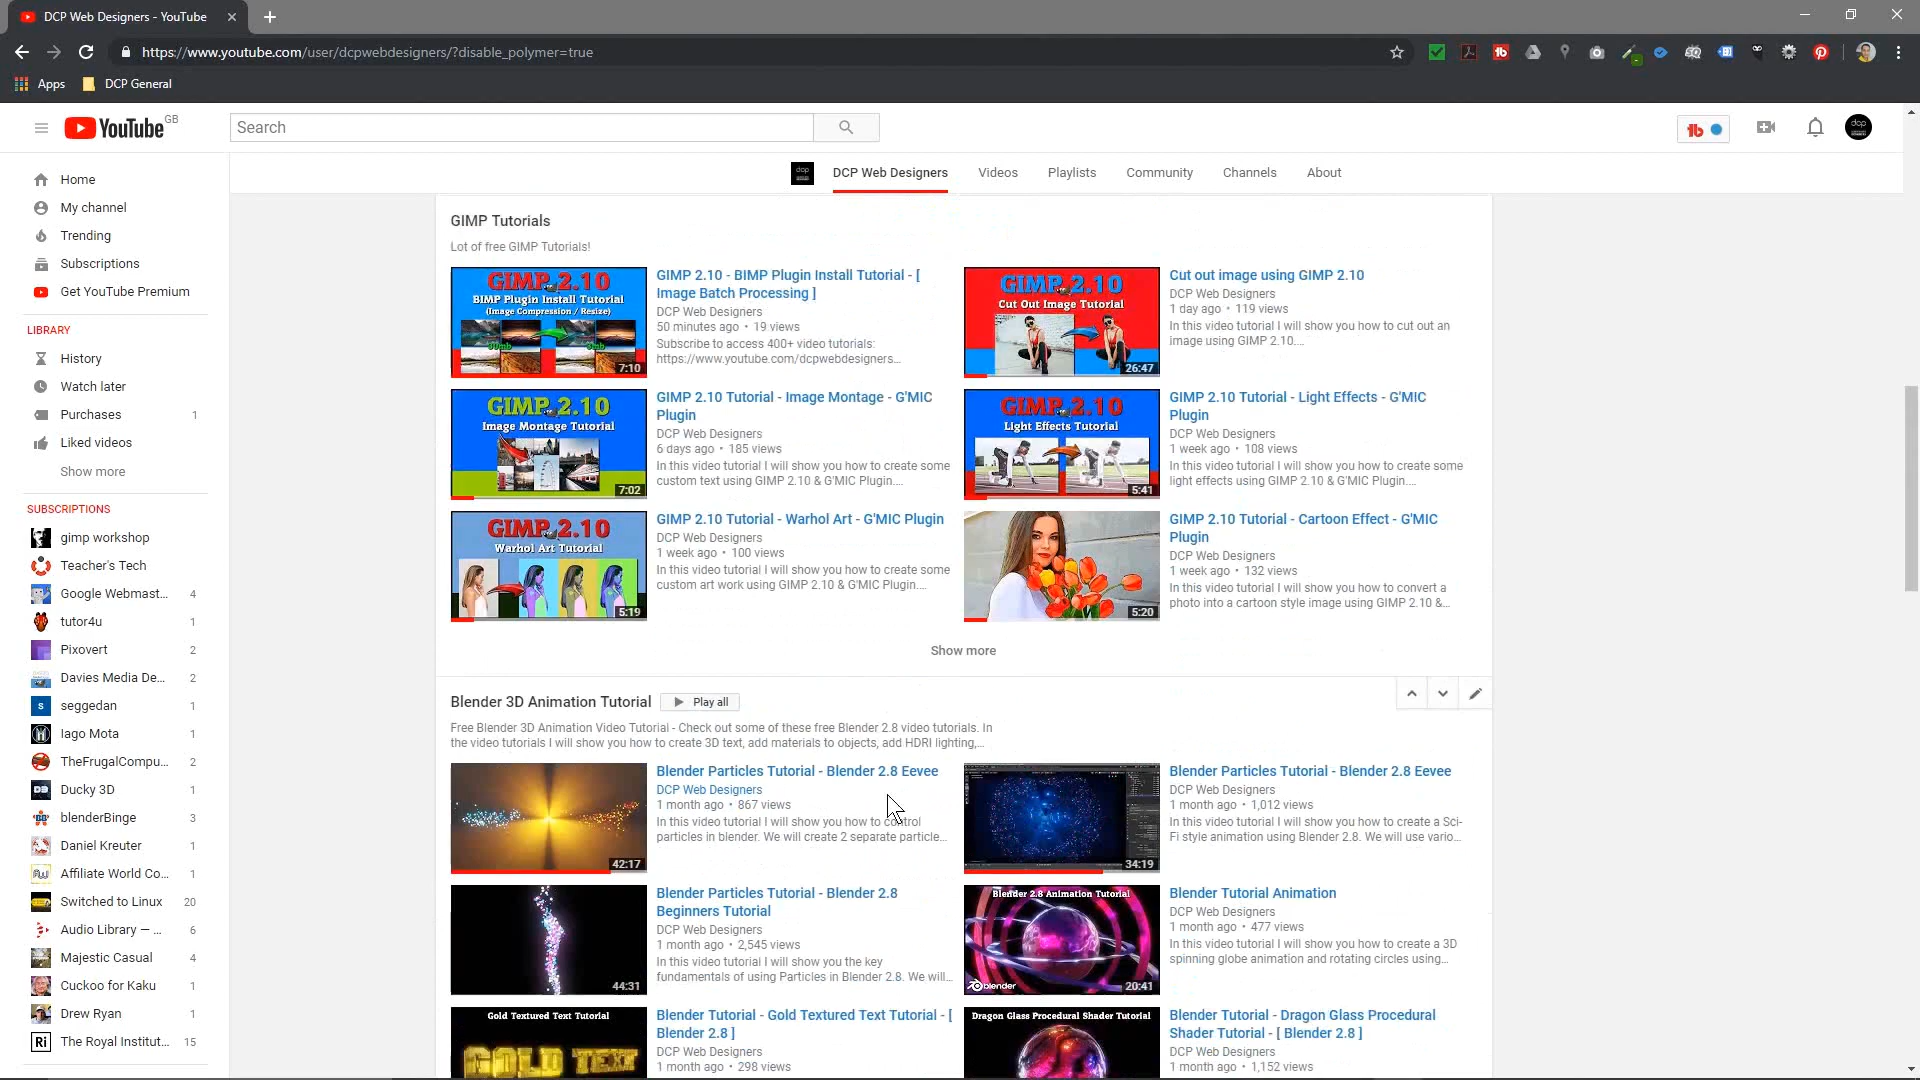 DCP Web Designers - YouTube
https://www.youtube.com/user/dcpwebdesigners/?disable_polymer=true
Apps
DCP General
YouTube GB
Search
Home
My channel
Trending
Subscriptions
Get YouTube Premium
LIBRARY
History
Watch later
Purchases 1
Liked videos
Show more
SUBSCRIPTIONS
gimp workshop
Teacher's Tech
Google Webmast... 4
tutor4u 1
Pixovert 2
Davies Media De... 2
seggedan 1
Iago Mota 1
TheFrugalCompu... 2
Ducky 3D 1
blenderBinge 3
Daniel Kreuter 1
Affiliate World Co... 1
Switched to Linux 20
Audio Library — ... 6
Majestic Casual 4
Cuckoo for Kaku 1
Drew Ryan 1
Ri The Royal Institut... 15
DCP Web Designers
Videos
Playlists
Community
Channels
About
GIMP Tutorials
Lot of free GIMP Tutorials!
GIMP 2.10
BIMP Plugin Install Tutorial
(Image Compression / Resize)
7:10
GIMP 2.10 - BIMP Plugin Install Tutorial - [
Image Batch Processing ]
DCP Web Designers
50 minutes ago • 19 views
Subscribe to access 400+ video tutorials:
https://www.youtube.com/dcpwebdesigners...
GIMP 2.10
Cut Out Image Tutorial
26:47
Cut out image using GIMP 2.10
DCP Web Designers
1 day ago • 119 views
In this video tutorial I will show you how to cut out an
image using GIMP 2.10....
GIMP 2.10
Image Montage Tutorial
7:02
GIMP 2.10 Tutorial - Image Montage - G'MIC
Plugin
DCP Web Designers
6 days ago • 185 views
In this video tutorial I will show you how to create some
custom text using GIMP 2.10 & G'MIC Plugin....
GIMP 2.10
Light Effects Tutorial
5:41
GIMP 2.10 Tutorial - Light Effects - G'MIC
Plugin
DCP Web Designers
1 week ago • 108 views
In this video tutorial I will show you how to create some
light effects using GIMP 2.10 & G'MIC Plugin....
GIMP 2.10
Warhol Art Tutorial
5:19
GIMP 2.10 Tutorial - Warhol Art - G'MIC Plugin
DCP Web Designers
1 week ago • 100 views
In this video tutorial I will show you how to create some
custom art work using GIMP 2.10 & G'MIC Plugin....
5:20
GIMP 2.10 Tutorial - Cartoon Effect - G'MIC
Plugin
DCP Web Designers
1 week ago • 132 views
In this video tutorial I will show you how to convert a
photo into a cartoon style image using GIMP 2.10 &...
Show more
Blender 3D Animation Tutorial
Play all
Free Blender 3D Animation Video Tutorial - Check out some of these free Blender 2.8 video tutorials. In
the video tutorials I will show you how to create 3D text, add materials to objects, add HDRI lighting,...
42:17
Blender Particles Tutorial - Blender 2.8 Eevee
DCP Web Designers
1 month ago • 867 views
In this video tutorial I will show you how to control
particles in blender. We will create 2 separate particle...
34:19
Blender Particles Tutorial - Blender 2.8 Eevee
DCP Web Designers
1 month ago • 1,012 views
In this video tutorial I will show you how to create a Sci-
Fi style animation using Blender 2.8. We will use vario...
44:31
Blender Particles Tutorial - Blender 2.8
Beginners Tutorial
DCP Web Designers
1 month ago • 2,545 views
In this video tutorial I will show you the key
fundamentals of using Particles in Blender 2.8. We will...
Blender 2.8 Animation Tutorial
blender
20:41
Blender Tutorial Animation
DCP Web Designers
1 month ago • 477 views
In this video tutorial I will show you how to create a 3D
spinning globe animation and rotating circles using...
Gold Textured Text Tutorial
GOLD TEXT
Blender Tutorial - Gold Textured Text Tutorial - [
Blender 2.8 ]
DCP Web Designers
1 month ago • 298 views
Dragon Glass Procedural Shader Tutorial
Blender Tutorial - Dragon Glass Procedural
Shader Tutorial - [ Blender 2.8 ]
DCP Web Designers
1 month ago • 1,152 views